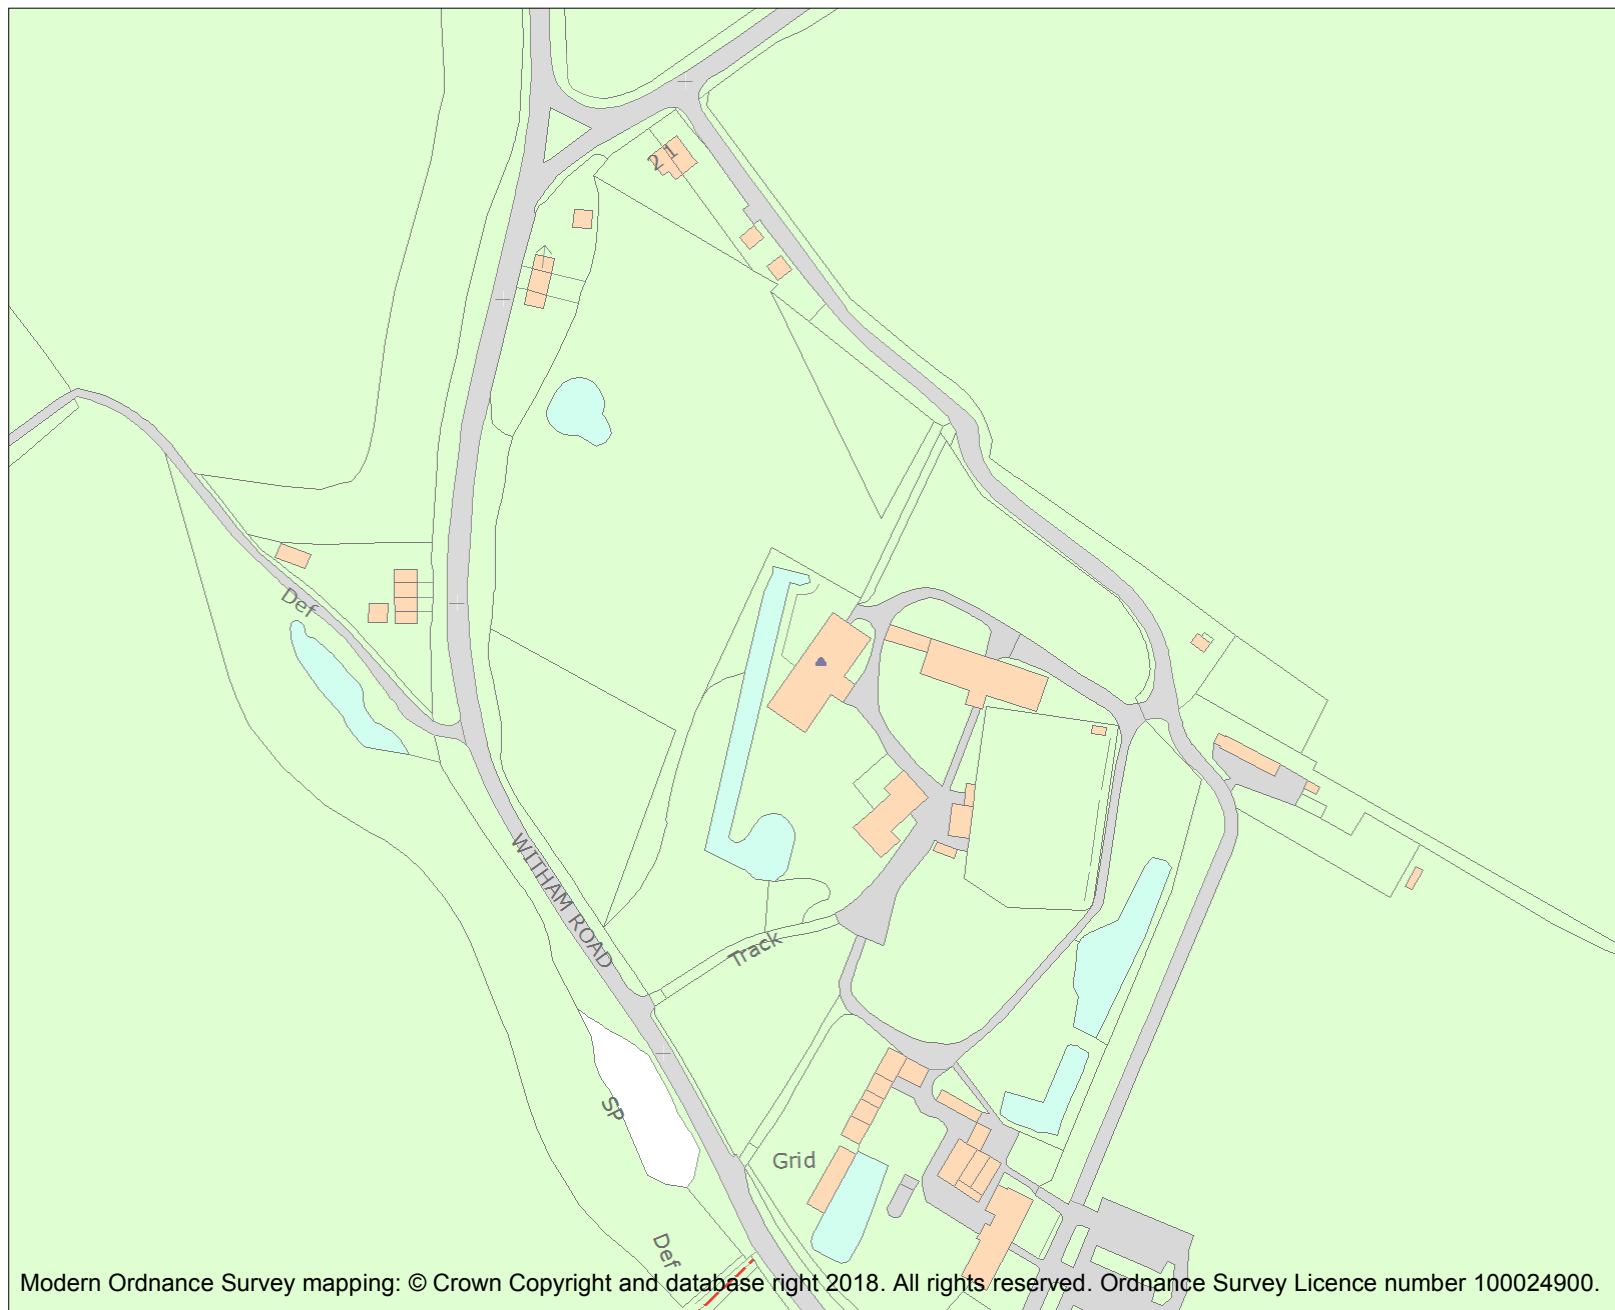 2 1
Def
WITHAM ROAD
Track
SP
Grid
Def
Modern Ordnance Survey mapping: © Crown Copyright and database right 2018. All rights reserved. Ordnance Survey Licence number 100024900.